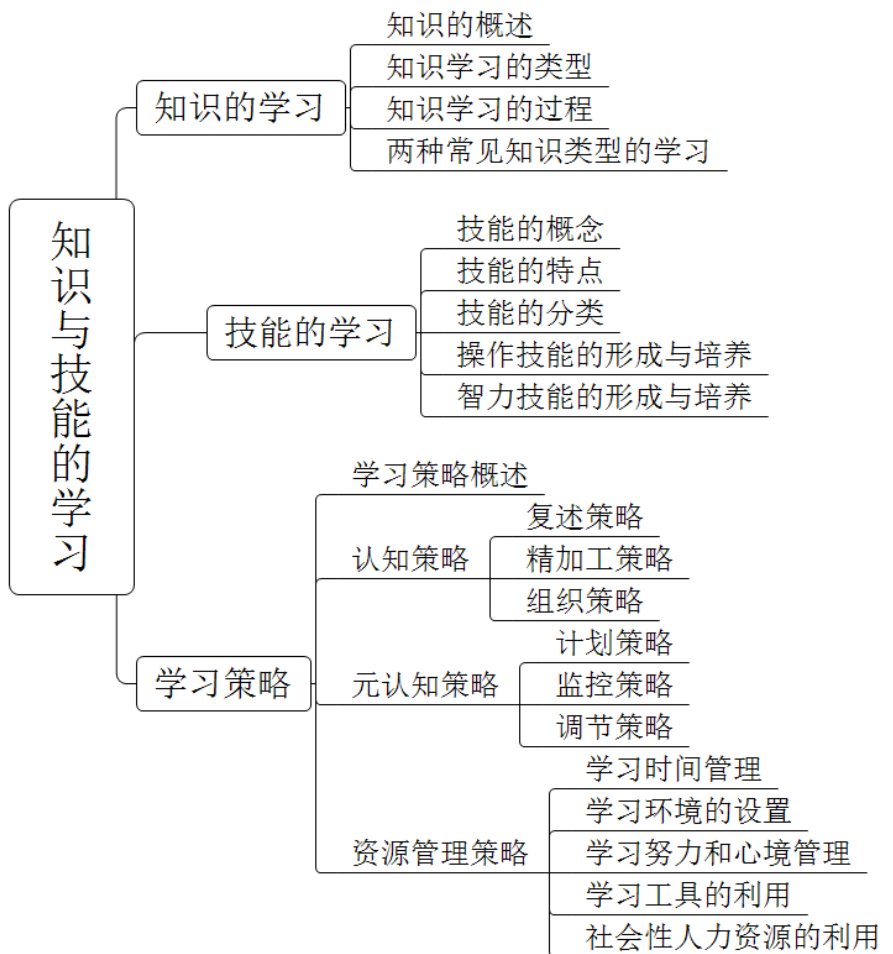 知识与技能的学习
知识的学习
知识的概述
知识学习的类型
知识学习的过程
两种常见知识类型的学习
技能的学习
技能的概念
技能的特点
技能的分类
操作技能的形成与培养
智力技能的形成与培养
学习策略
学习策略概述
认知策略
复述策略
精加工策略
组织策略
元认知策略
计划策略
监控策略
调节策略
资源管理策略
学习时间管理
学习环境的设置
学习努力和心境管理
学习工具的利用
社会性人力资源的利用